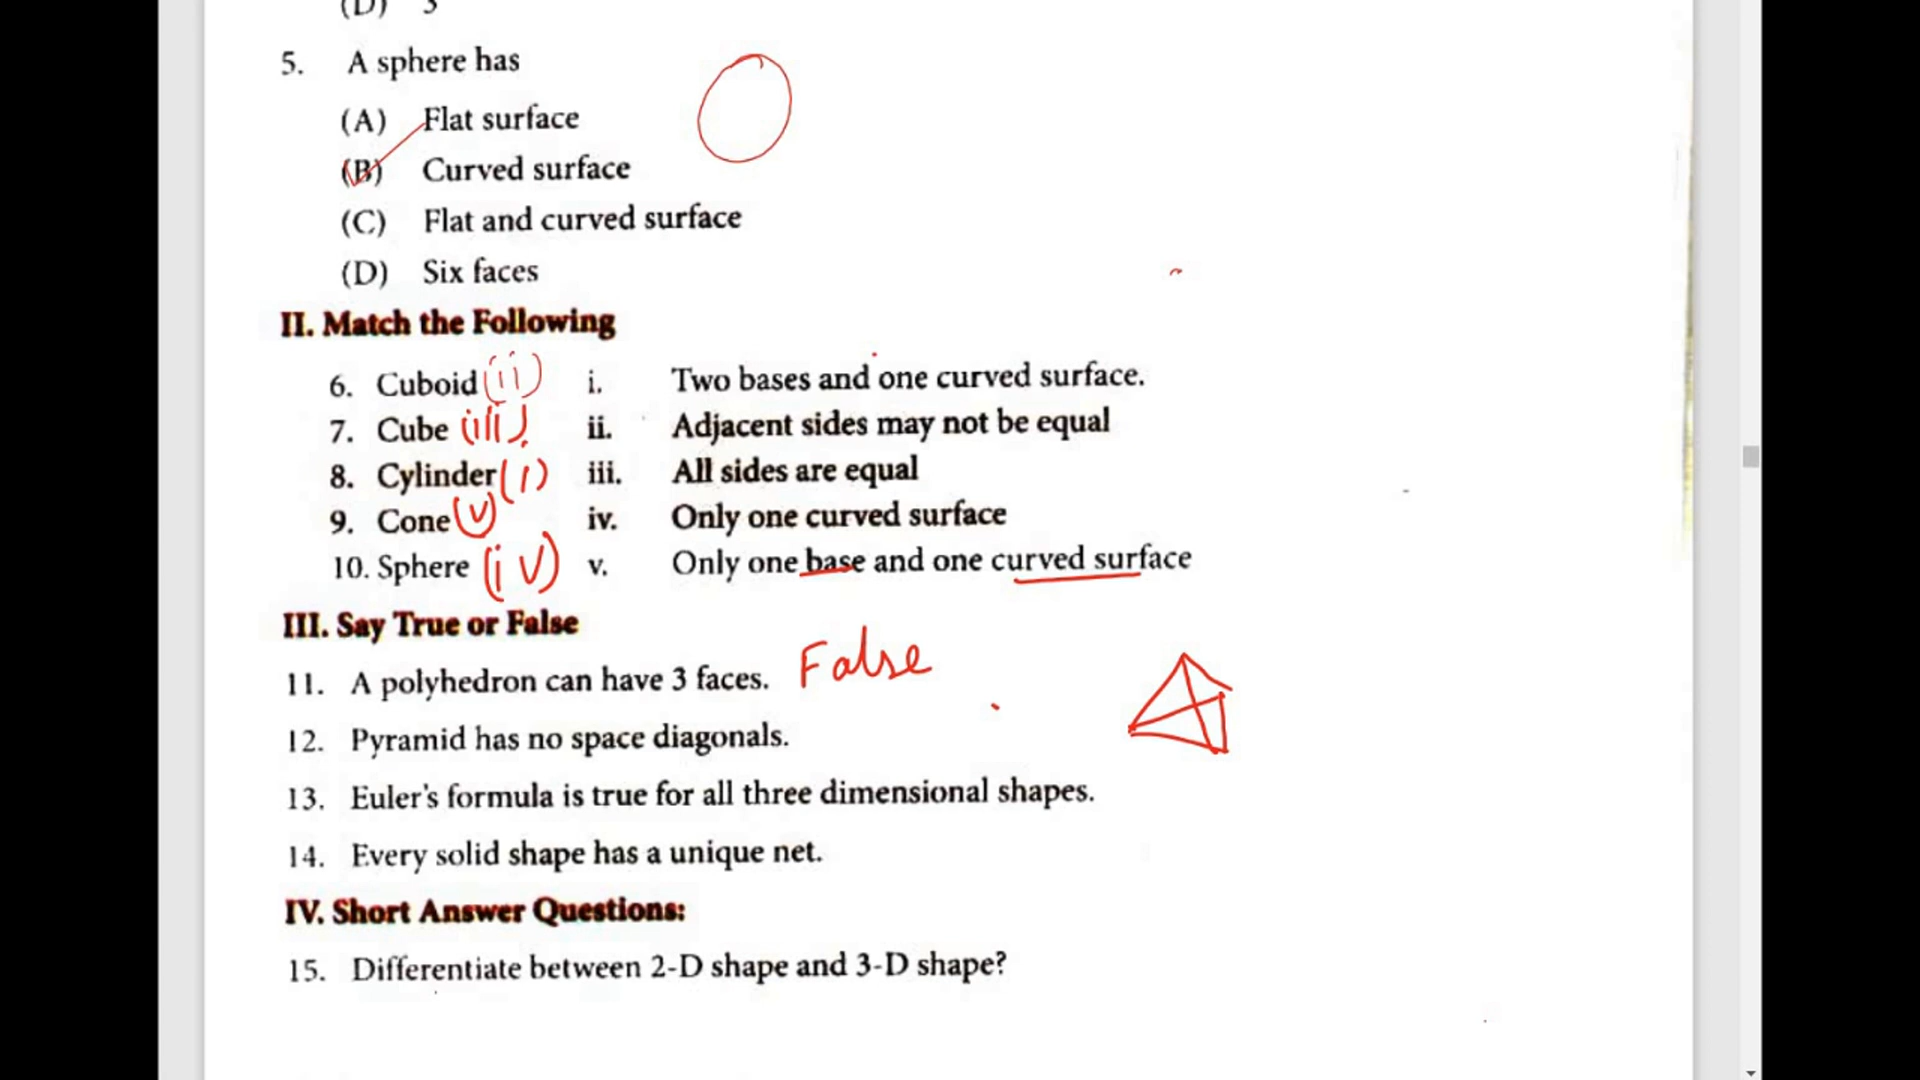 (D) 3
5. A sphere has
(A) Flat surface
(B) Curved surface
(C) Flat and curved surface
(D) Six faces
II. Match the Following
6. Cuboid (ii) i. Two bases and one curved surface.
7. Cube (iii) ii. Adjacent sides may not be equal
8. Cylinder (i) iii. All sides are equal
9. Cone (v) iv. Only one curved surface
10. Sphere (iv) v. Only one base and one curved surface
III. Say True or False
11. A polyhedron can have 3 faces. False
12. Pyramid has no space diagonals.
13. Euler's formula is true for all three dimensional shapes.
14. Every solid shape has a unique net.
IV. Short Answer Questions:
15. Differentiate between 2-D shape and 3-D shape?